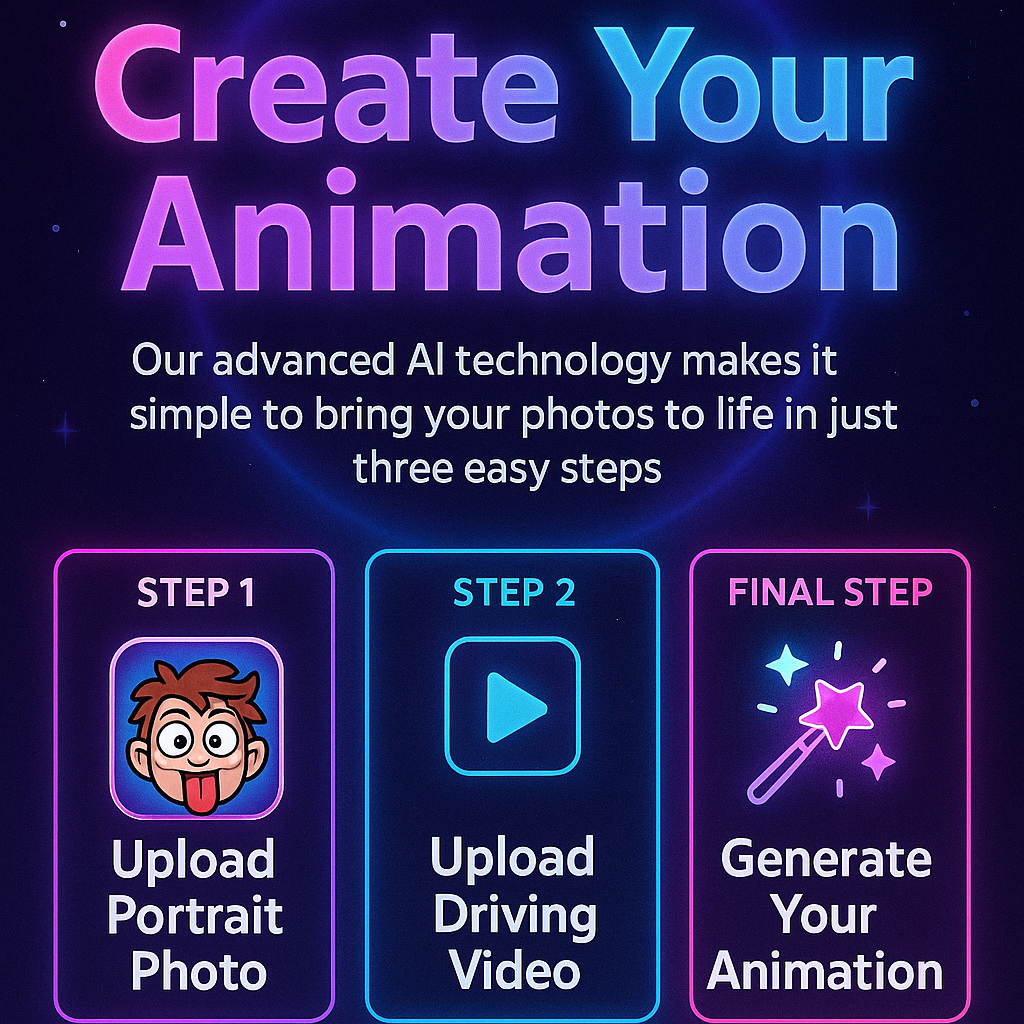 Create Your
Animation
Our advanced AI technology makes it
simple to bring your photos to life in just
three easy steps
STEP 1
Upload
Portrait
Photo
STEP 2
Upload
Driving
Video
FINAL STEP
Generate
Your
Animation